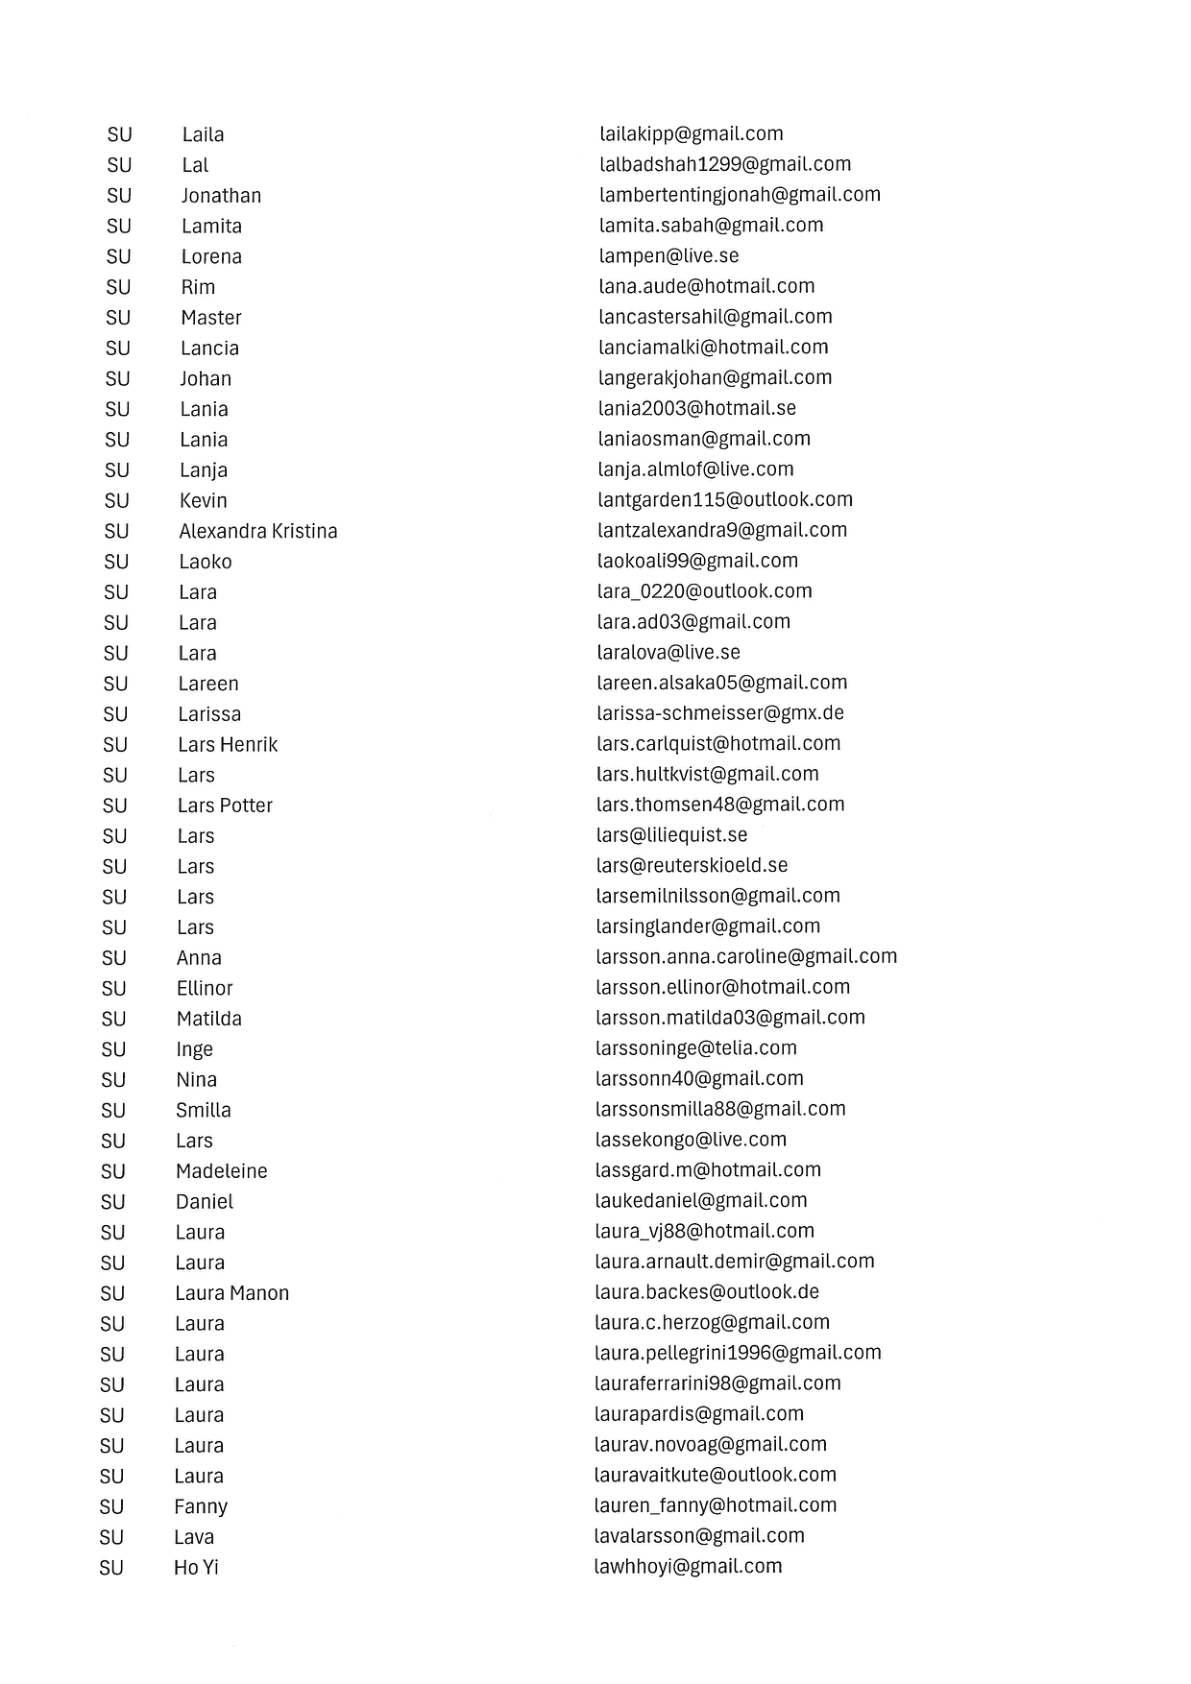 SU Laila lailakipp@gmail.com
SU Lal lalbadshah1299@gmail.com
SU Jonathan lambertentingjonah@gmail.com
SU Lamita lamita.sabah@gmail.com
SU Lorena lampen@live.se
SU Rim lana.aude@hotmail.com
SU Master lancastersahil@gmail.com
SU Lancia lanciamalki@hotmail.com
SU Johan langerakjohan@gmail.com
SU Lania lania2003@hotmail.se
SU Lania laniaosman@gmail.com
SU Lanja lanja.almlof@live.com
SU Kevin lantgarden115@outlook.com
SU Alexandra Kristina lantzalexandra9@gmail.com
SU Laoko laokoali99@gmail.com
SU Lara lara_0220@outlook.com
SU Lara lara.ad03@gmail.com
SU Lara laralova@live.se
SU Lareen lareen.alsaka05@gmail.com
SU Larissa larissa-schmeisser@gmx.de
SU Lars Henrik lars.carlquist@hotmail.com
SU Lars lars.hultkvist@gmail.com
SU Lars Potter lars.thomsen48@gmail.com
SU Lars lars@liliequist.se
SU Lars lars@reuterskioeld.se
SU Lars larsemilnilsson@gmail.com
SU Lars larsinglander@gmail.com
SU Anna larsson.anna.caroline@gmail.com
SU Ellinor larsson.ellinor@hotmail.com
SU Matilda larsson.matilda03@gmail.com
SU Inge larssoninge@telia.com
SU Nina larssonn40@gmail.com
SU Smilla larssonsmilla88@gmail.com
SU Lars lassekongo@live.com
SU Madeleine lassgard.m@hotmail.com
SU Daniel laukedaniel@gmail.com
SU Laura laura_vj88@hotmail.com
SU Laura laura.arnault.demir@gmail.com
SU Laura Manon laura.backes@outlook.de
SU Laura laura.c.herzog@gmail.com
SU Laura laura.pellegrini1996@gmail.com
SU Laura lauraferrarini98@gmail.com
SU Laura laurapardis@gmail.com
SU Laura laurav.novoag@gmail.com
SU Laura lauravaitkute@outlook.com
SU Fanny lauren_fanny@hotmail.com
SU Lava lavalarsson@gmail.com
SU Ho Yi lawhhoyi@gmail.com